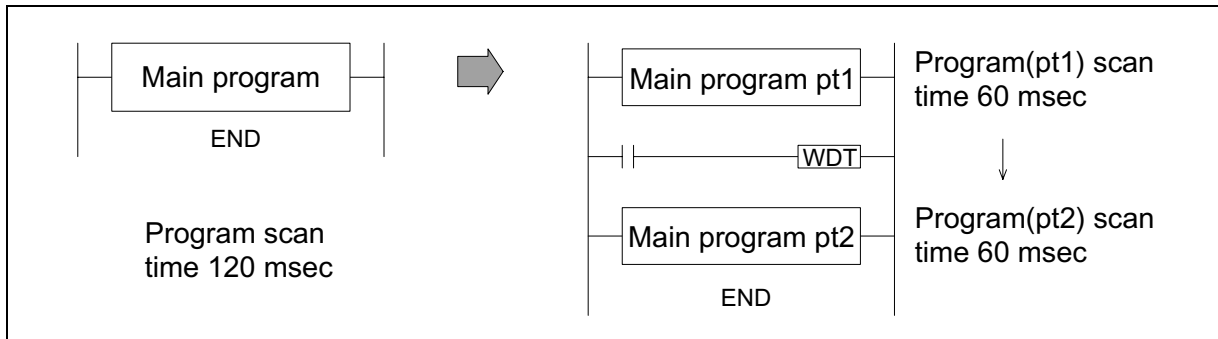 Main program
END
Program scan
time 120 msec
Main program pt1
Program(pt1) scan
time 60 msec
WDT
Main program pt2
Program(pt2) scan
time 60 msec
END